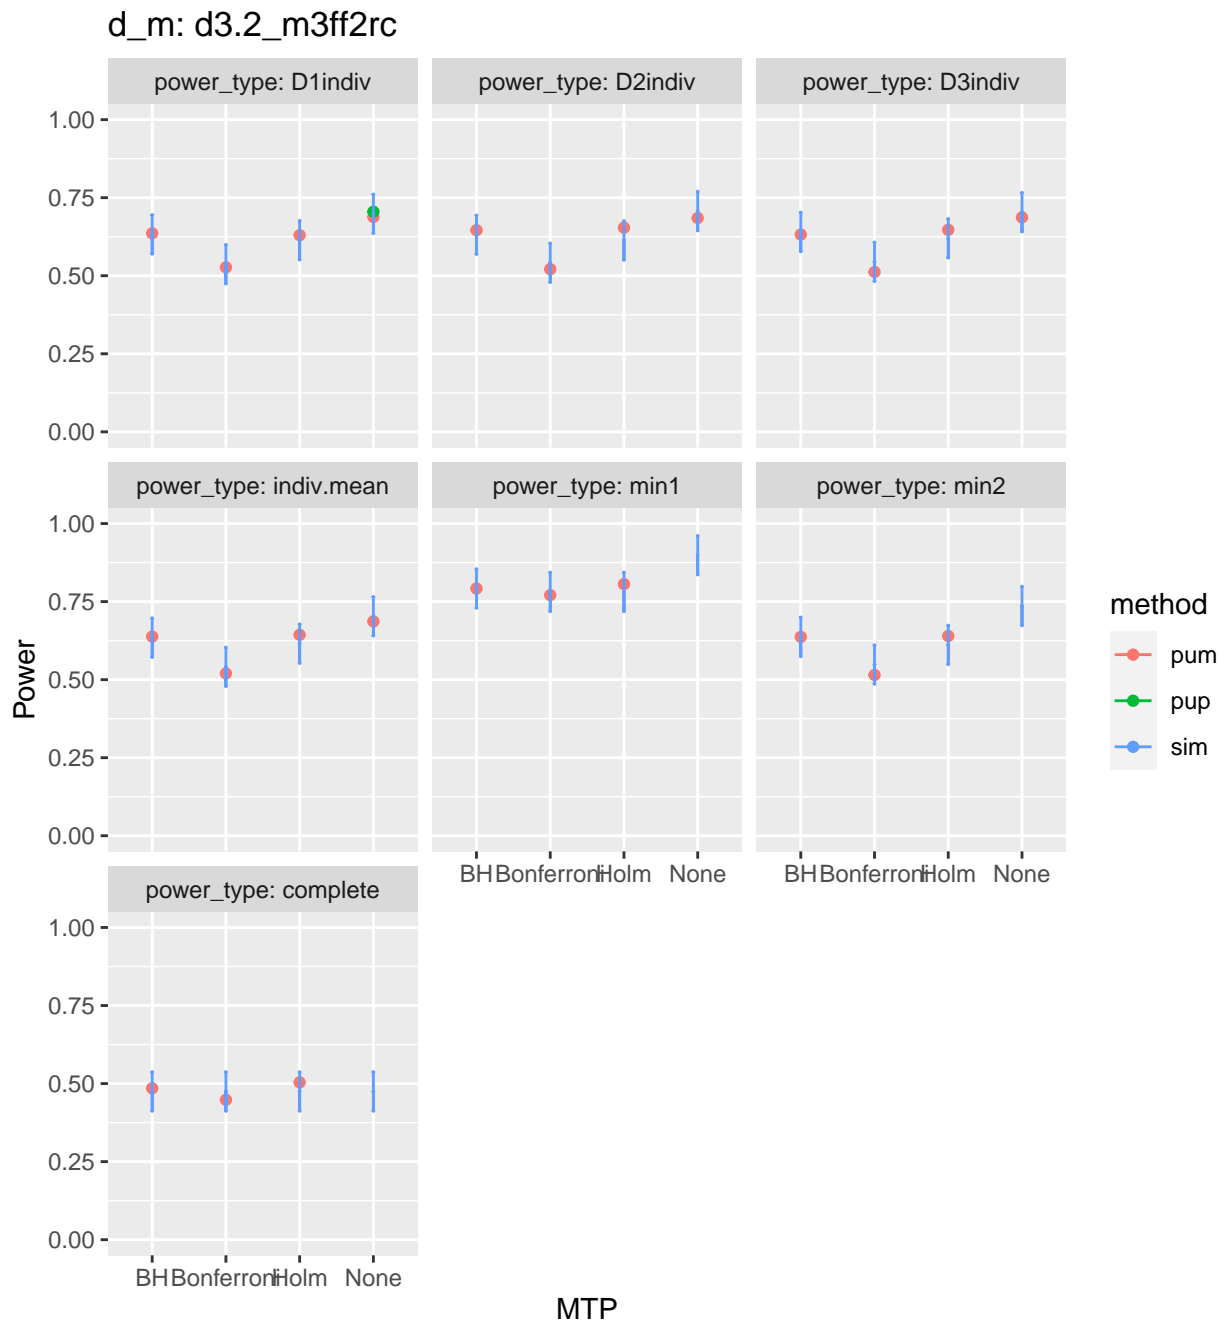 d_m: d3.2_m3ff2rc
power_type: D1indiv
power_type: D2indiv
power_type: D3indiv
1.00
0.75
0.50
0.25
0.00
power_type: indiv.mean
power_type: min1
power_type: min2
1.00
0.75
0.50
0.25
0.00
BH Bonferroni Holm None
BH Bonferroni Holm None
power_type: complete
1.00
0.75
0.50
0.25
0.00
BH Bonferroni Holm None
MTP
Power
method
pum
pup
sim